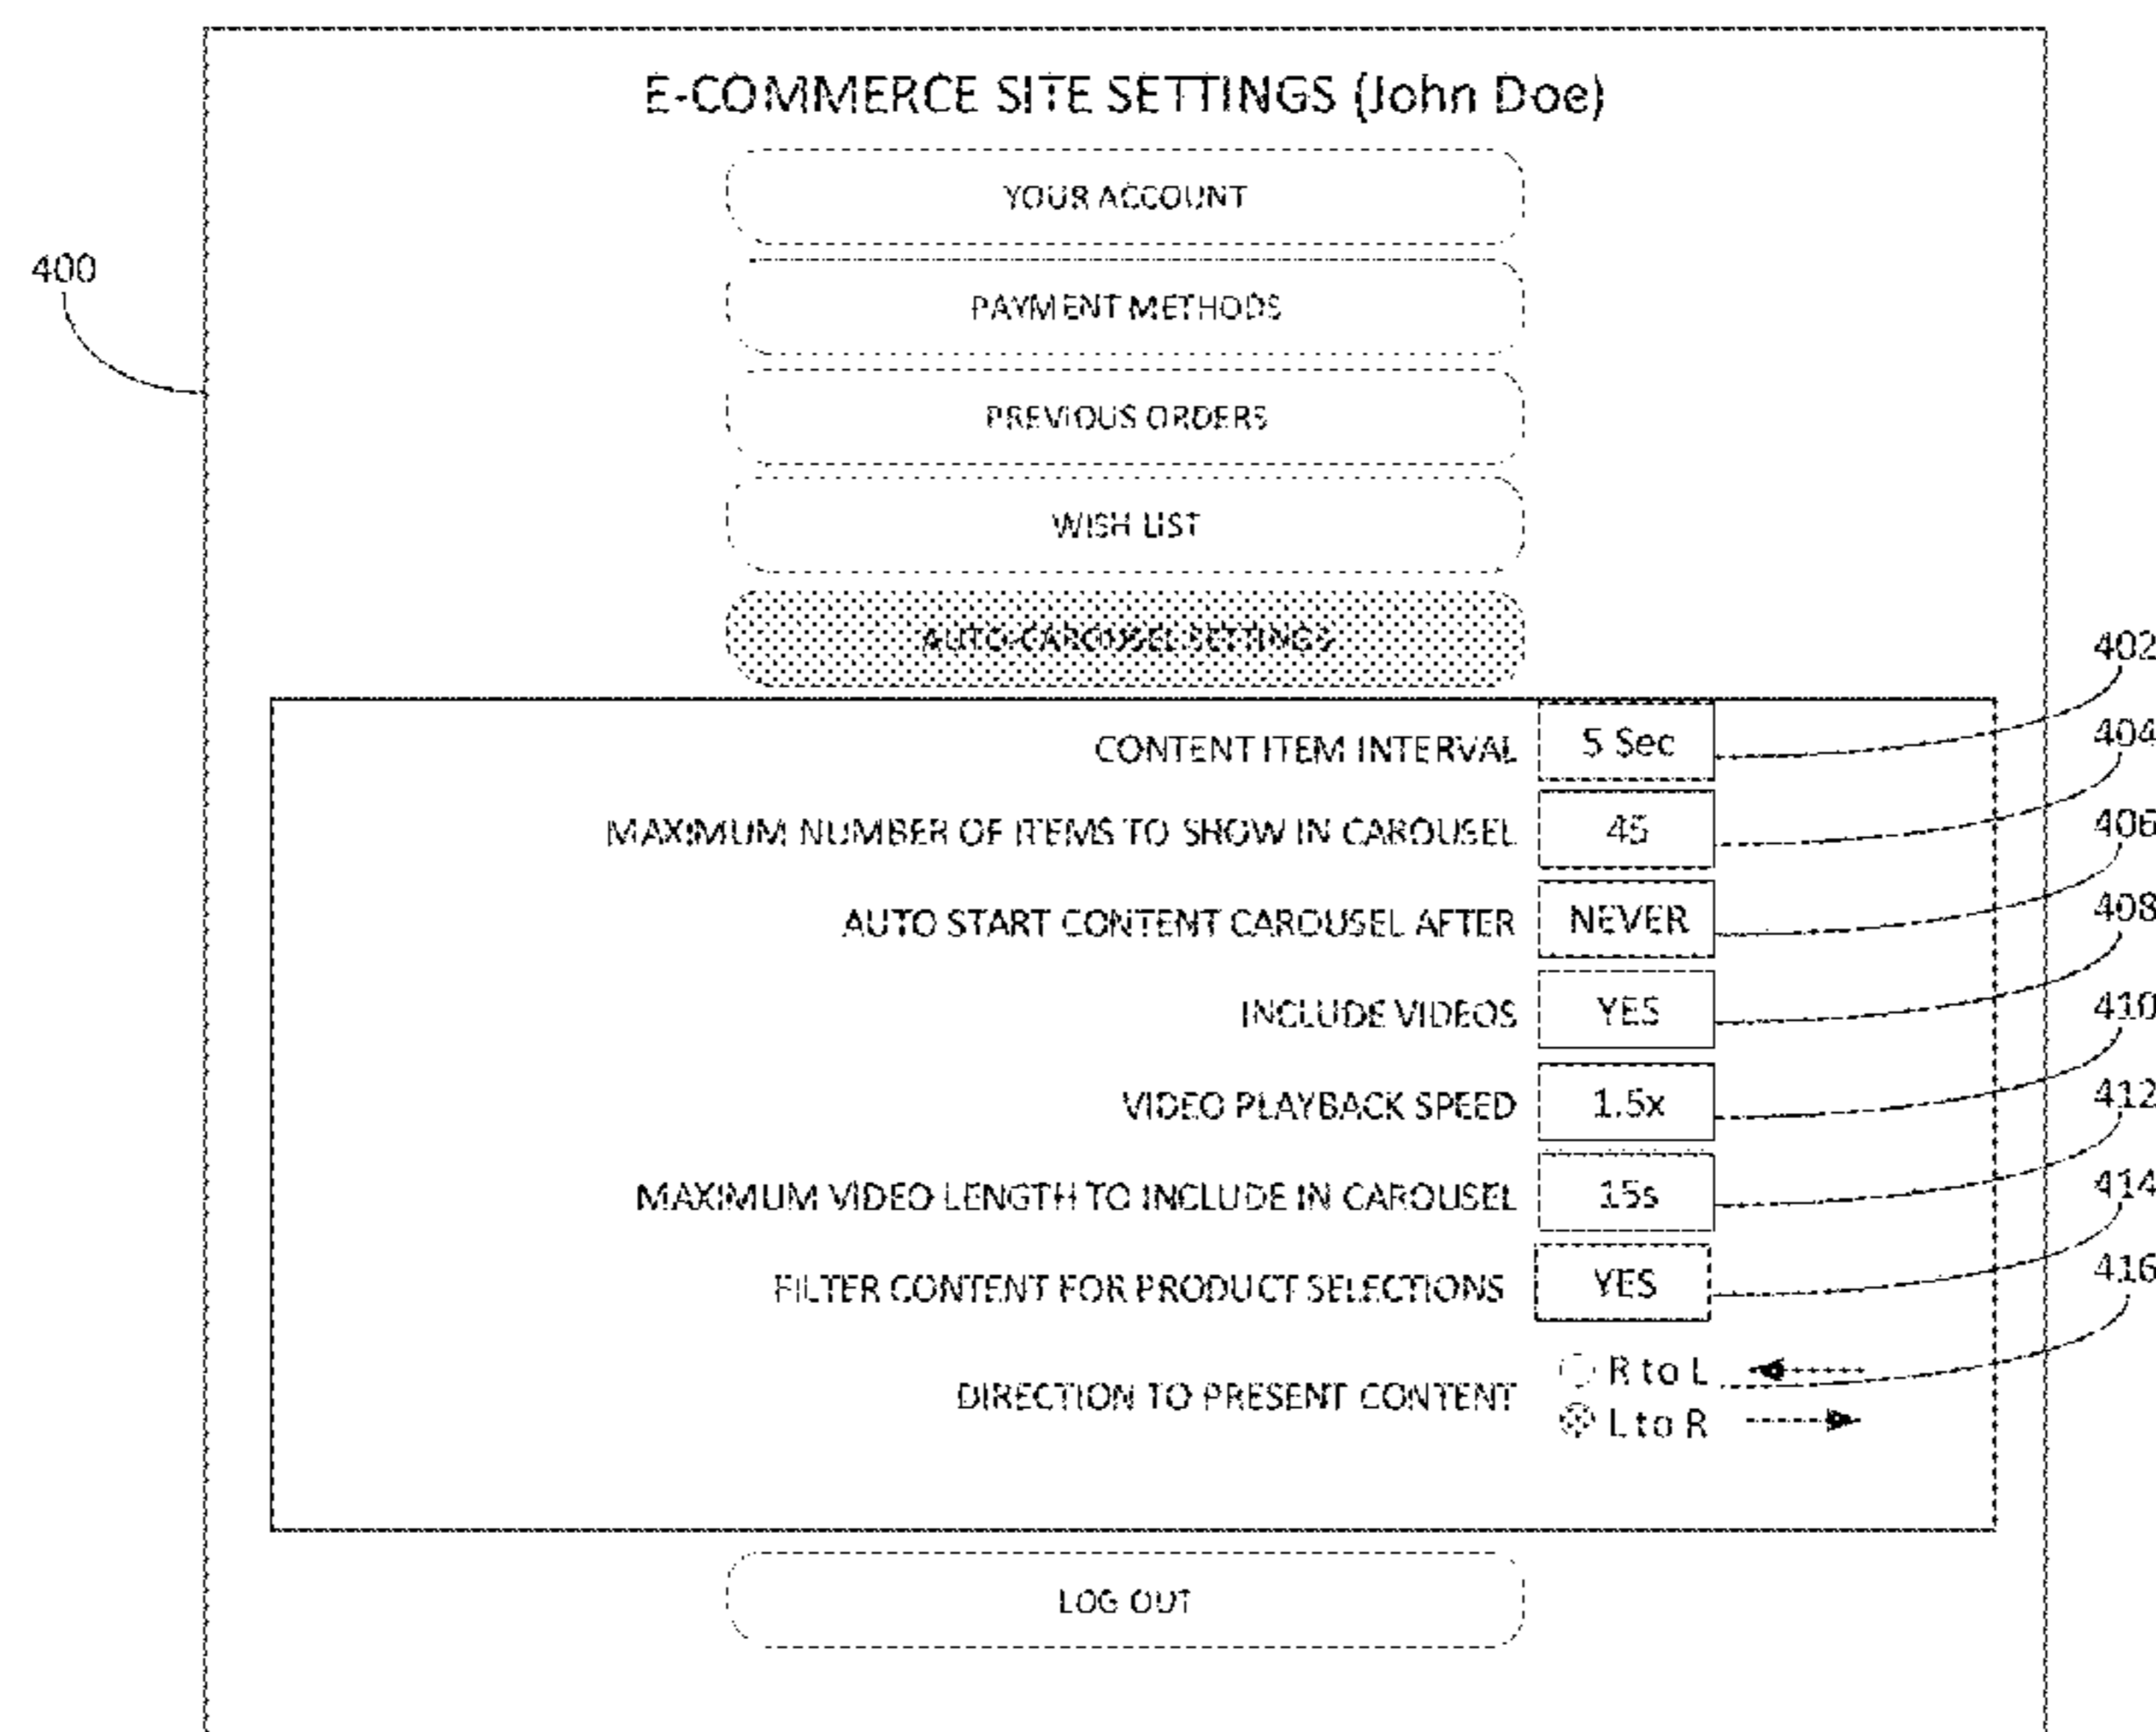 E-COMMERCE SITE SETTINGS (John Doe)
YOUR ACCOUNT
400
PAYMENT METHODS
PREVIOUS ORDERS
WISH LIST
AUTO-CAROUSEL SETTINGS
402
CONTENT ITEM INTERVAL 5 Sec
404
MAXIMUM NUMBER OF ITEMS TO SHOW IN CAROUSEL 45
406
AUTO START CONTENT CAROUSEL AFTER NEVER
408
INCLUDE VIDEOS YES
410
VIDEO PLAYBACK SPEED 1.5x
412
MAXIMUM VIDEO LENGTH TO INCLUDE IN CAROUSEL 15s
414
FILTER CONTENT FOR PRODUCT SELECTIONS YES
416
DIRECTION TO PRESENT CONTENT
R to L
L to R
LOG OUT